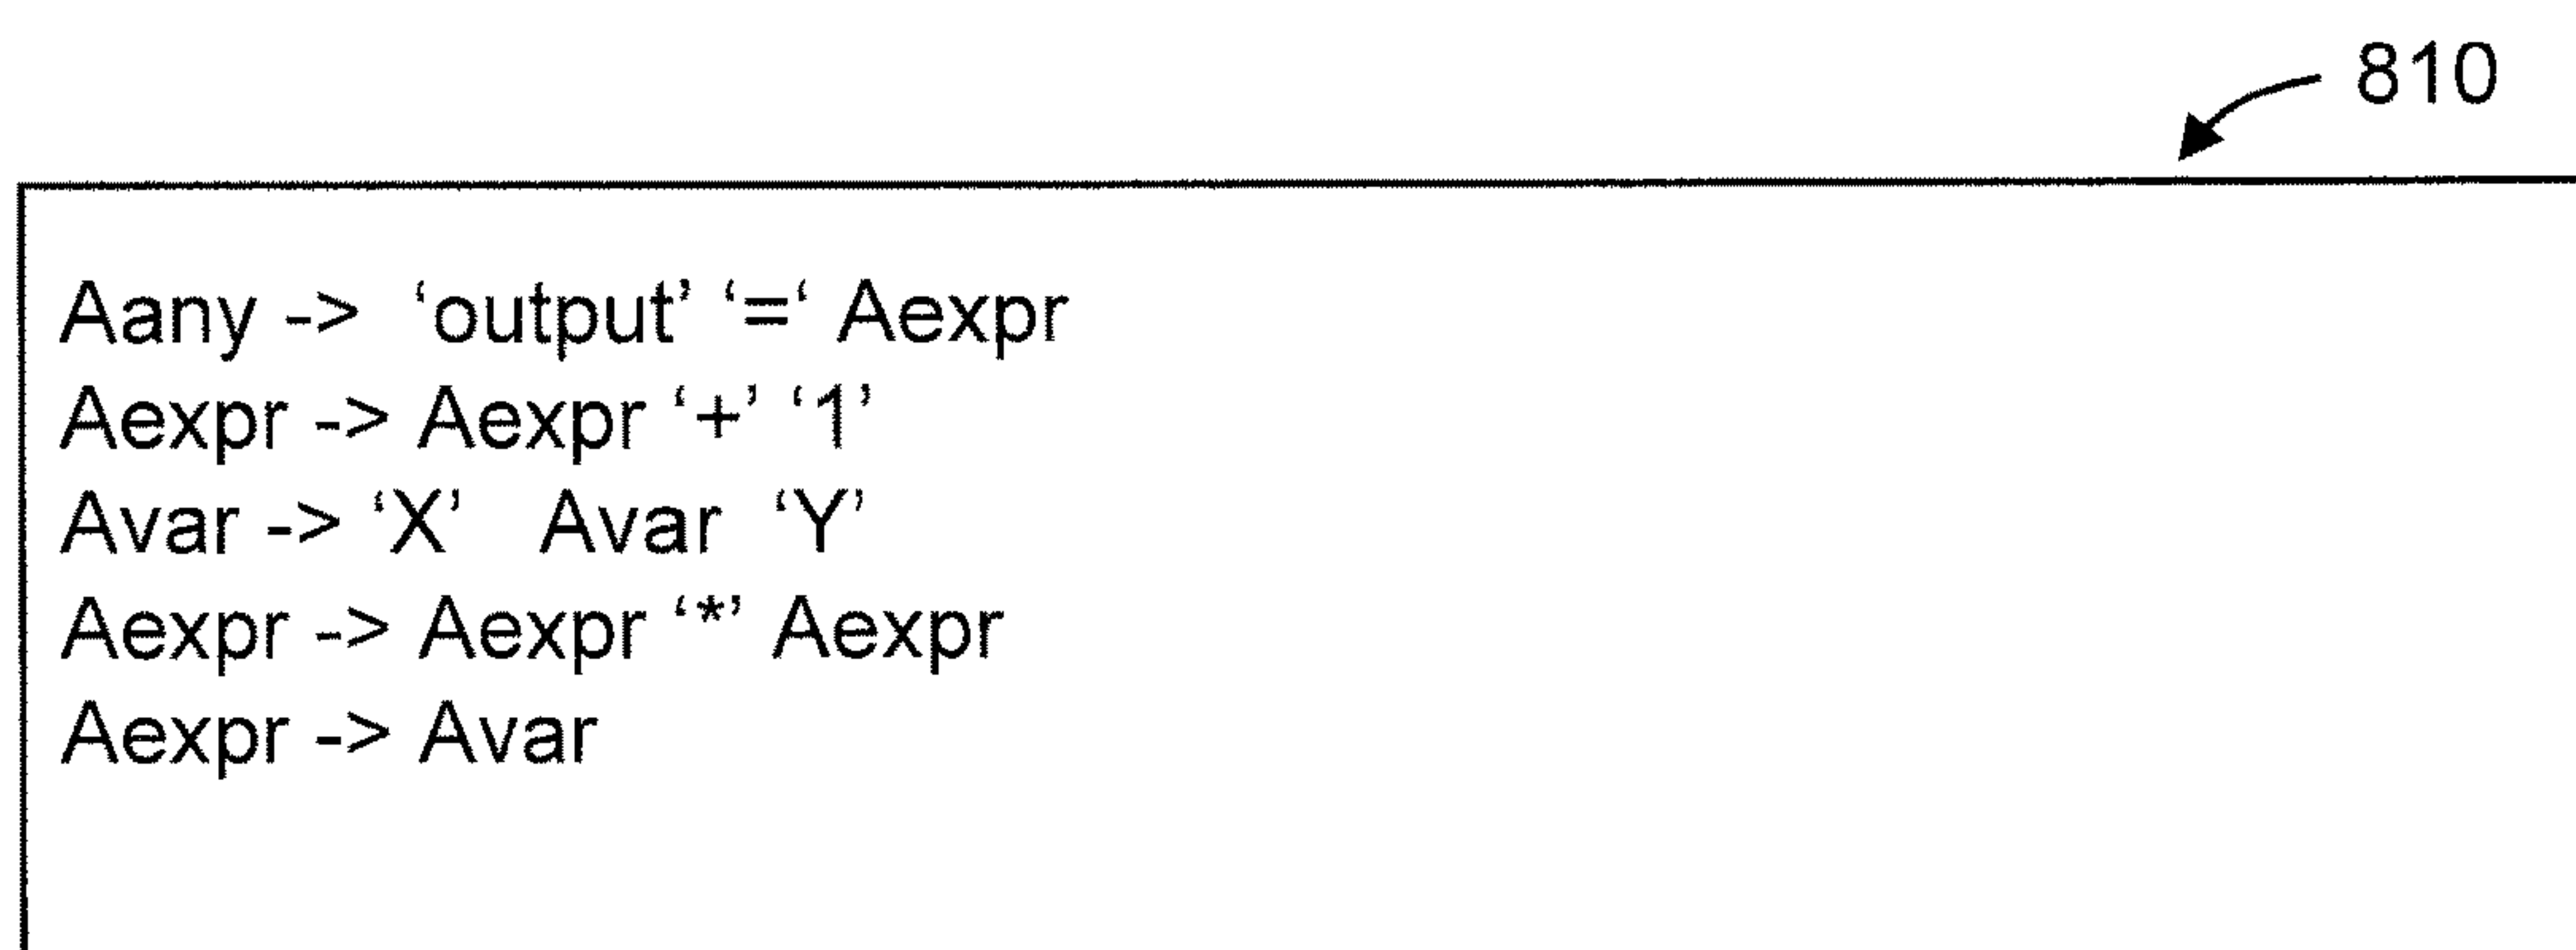 810
Aany -> ‘output’ ‘=‘ Aexpr
Aexpr -> Aexpr ‘+’ ‘1’
Avar -> ‘X’ Avar ‘Y’
Aexpr -> Aexpr ‘*’ Aexpr
Aexpr -> Avar